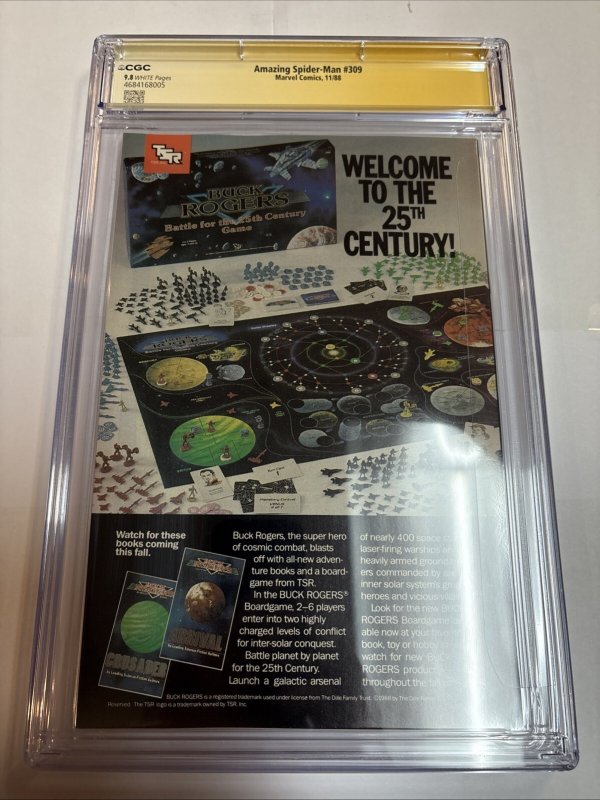 CGC
9.8 WHITE Pages
4684168005
Amazing Spider-Man #309
Marvel Comics, 11/88
TSR
BUCK
ROGERS
Battle for the 25th Century
Game
WELCOME
TO THE
25TH
CENTURY!
Watch for these
books coming
this fall.
CRUSADER
ARRIVAL
Buck Rogers, the super hero
of cosmic combat, blasts
off with all-new adven-
ture books and a board-
game from TSR.
In the BUCK ROGERS®
Boardgame, 2–6 players
enter into two highly
charged levels of conflict
for inter-solar conquest.
Battle planet by planet
for the 25th Century.
Launch a galactic arsenal
of nearly 400 space
laser-firing warships
heavily armed ground
ers commanded by
inner solar systems
heroes and vicious
Look for the new
ROGERS Boardgame
able now at your
book, toy or hobby
watch for new
ROGERS
throughout the
BUCK ROGERS is a registered trademark used under license from The Dille Family Trust. ©1988 by The Dille
Reserved. The TSR logo is a trademark owned by TSR, Inc.